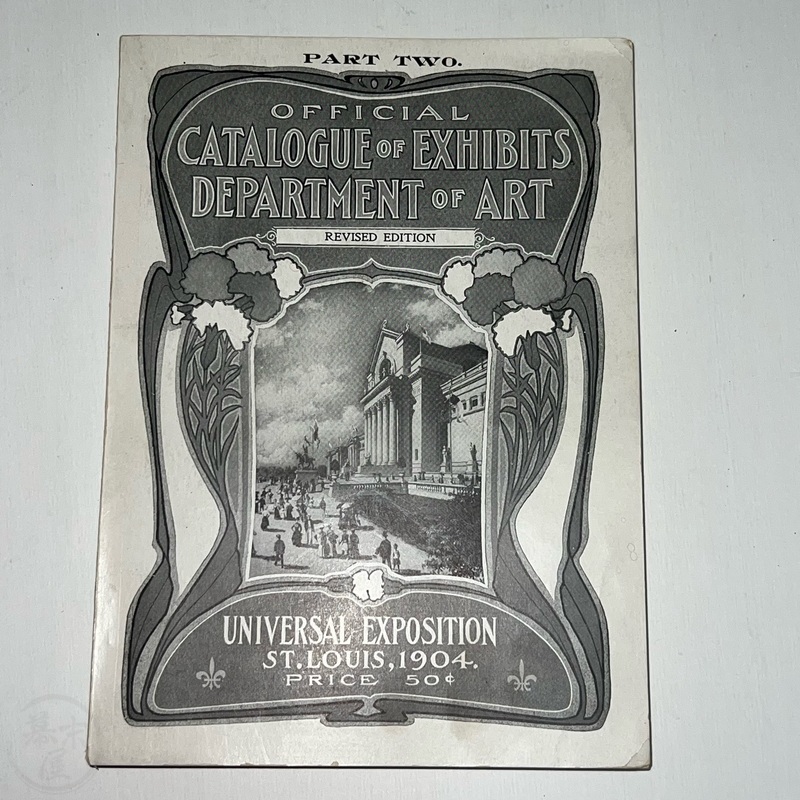 PART TWO.
OFFICIAL
CATALOGUE OF EXHIBITS
DEPARTMENT OF ART
REVISED EDITION
UNIVERSAL EXPOSITION
ST. LOUIS, 1904.
PRICE 50¢